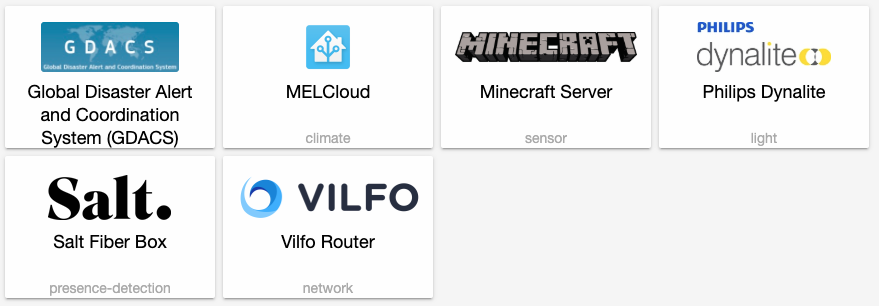 GDACS
Global Disaster Alert and Coordination System
Global Disaster Alert
and Coordination
System (GDACS)
MELCloud
climate
MINECRAFT
Minecraft Server
sensor
PHILIPS
dynalite
Philips Dynalite
light
Salt.
Salt Fiber Box
presence-detection
VILFO
Vilfo Router
network